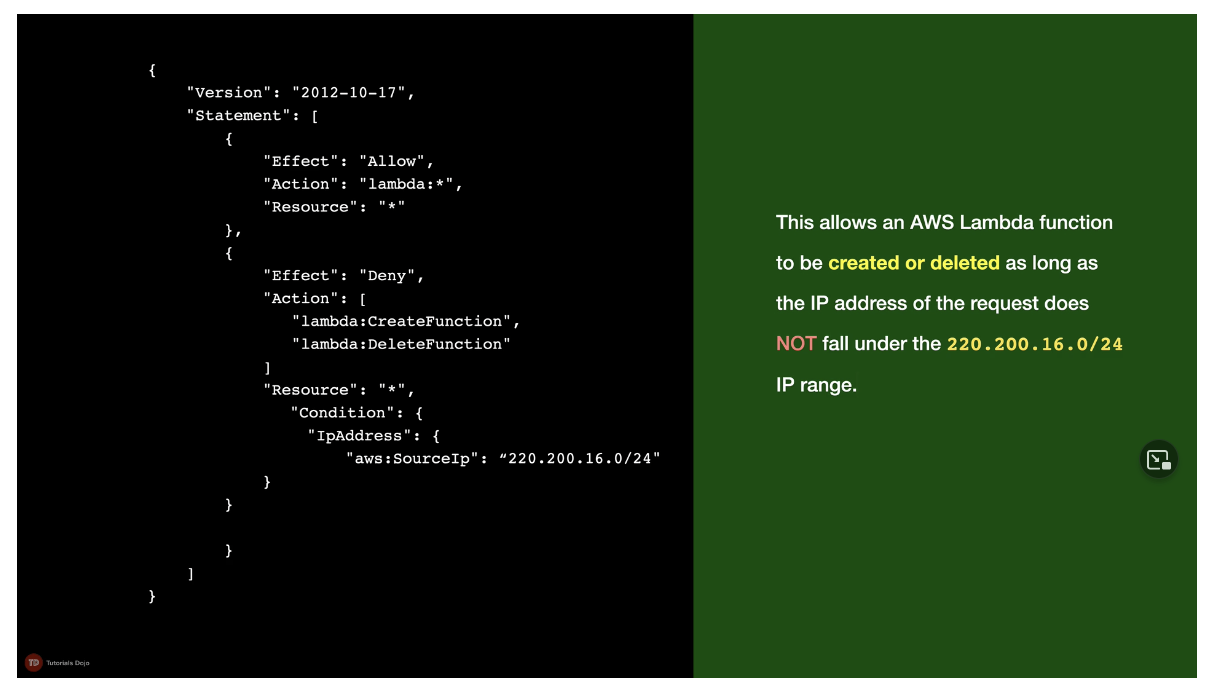 {
"Version": "2012-10-17",
"Statement": [
{
"Effect": "Allow",
"Action": "lambda:*",
"Resource": "*"
},
{
"Effect": "Deny",
"Action": [
"lambda:CreateFunction",
"lambda:DeleteFunction"
]
"Resource": "*",
"Condition": {
"IpAddress": {
"aws:SourceIp": “220.200.16.0/24"
}
}
}
]
}
This allows an AWS Lambda function
to be created or deleted as long as
the IP address of the request does
NOT fall under the 220.200.16.0/24
IP range.
TD Tutorials Dojo